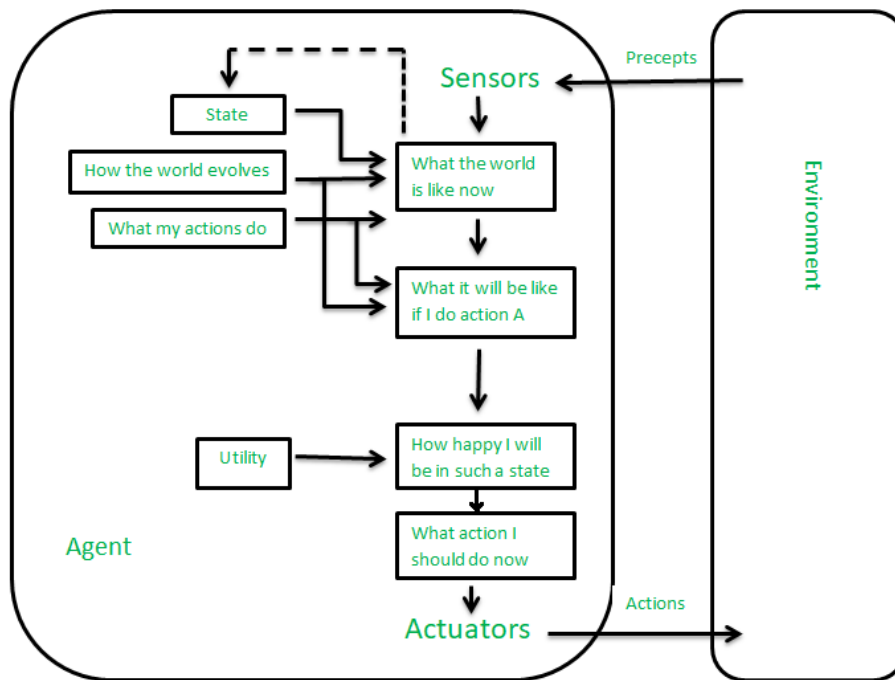 Precepts
Sensors
State
How the world evolves
What the world
is like now
What my actions do
What it will be like
if I do action A
Environment
Utility
How happy I will
be in such a state
What action I
should do now
Agent
Actions
Actuators